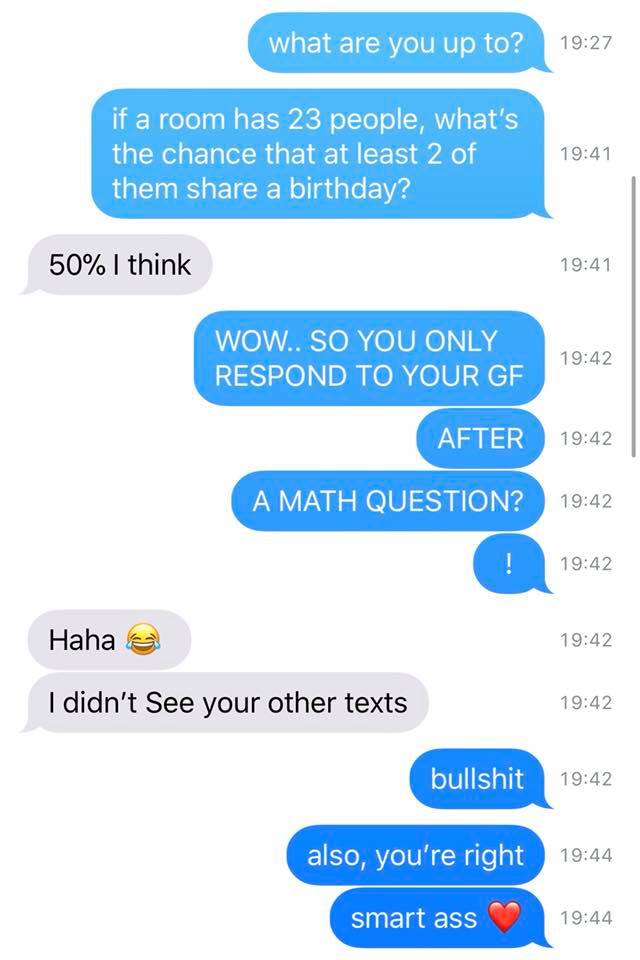 what are you up to? 19:27
if a room has 23 people, what's
the chance that at least 2 of 19:41
them share a birthday?
50% I think 19:41
WOW.. SO YOU ONLY
RESPOND TO YOUR GF 19:42
AFTER 19:42
A MATH QUESTION? 19:42
! 19:42
Haha 😂 19:42
I didn't See your other texts 19:42
bullshit 19:42
also, you're right 19:44
smart ass ❤️ 19:44